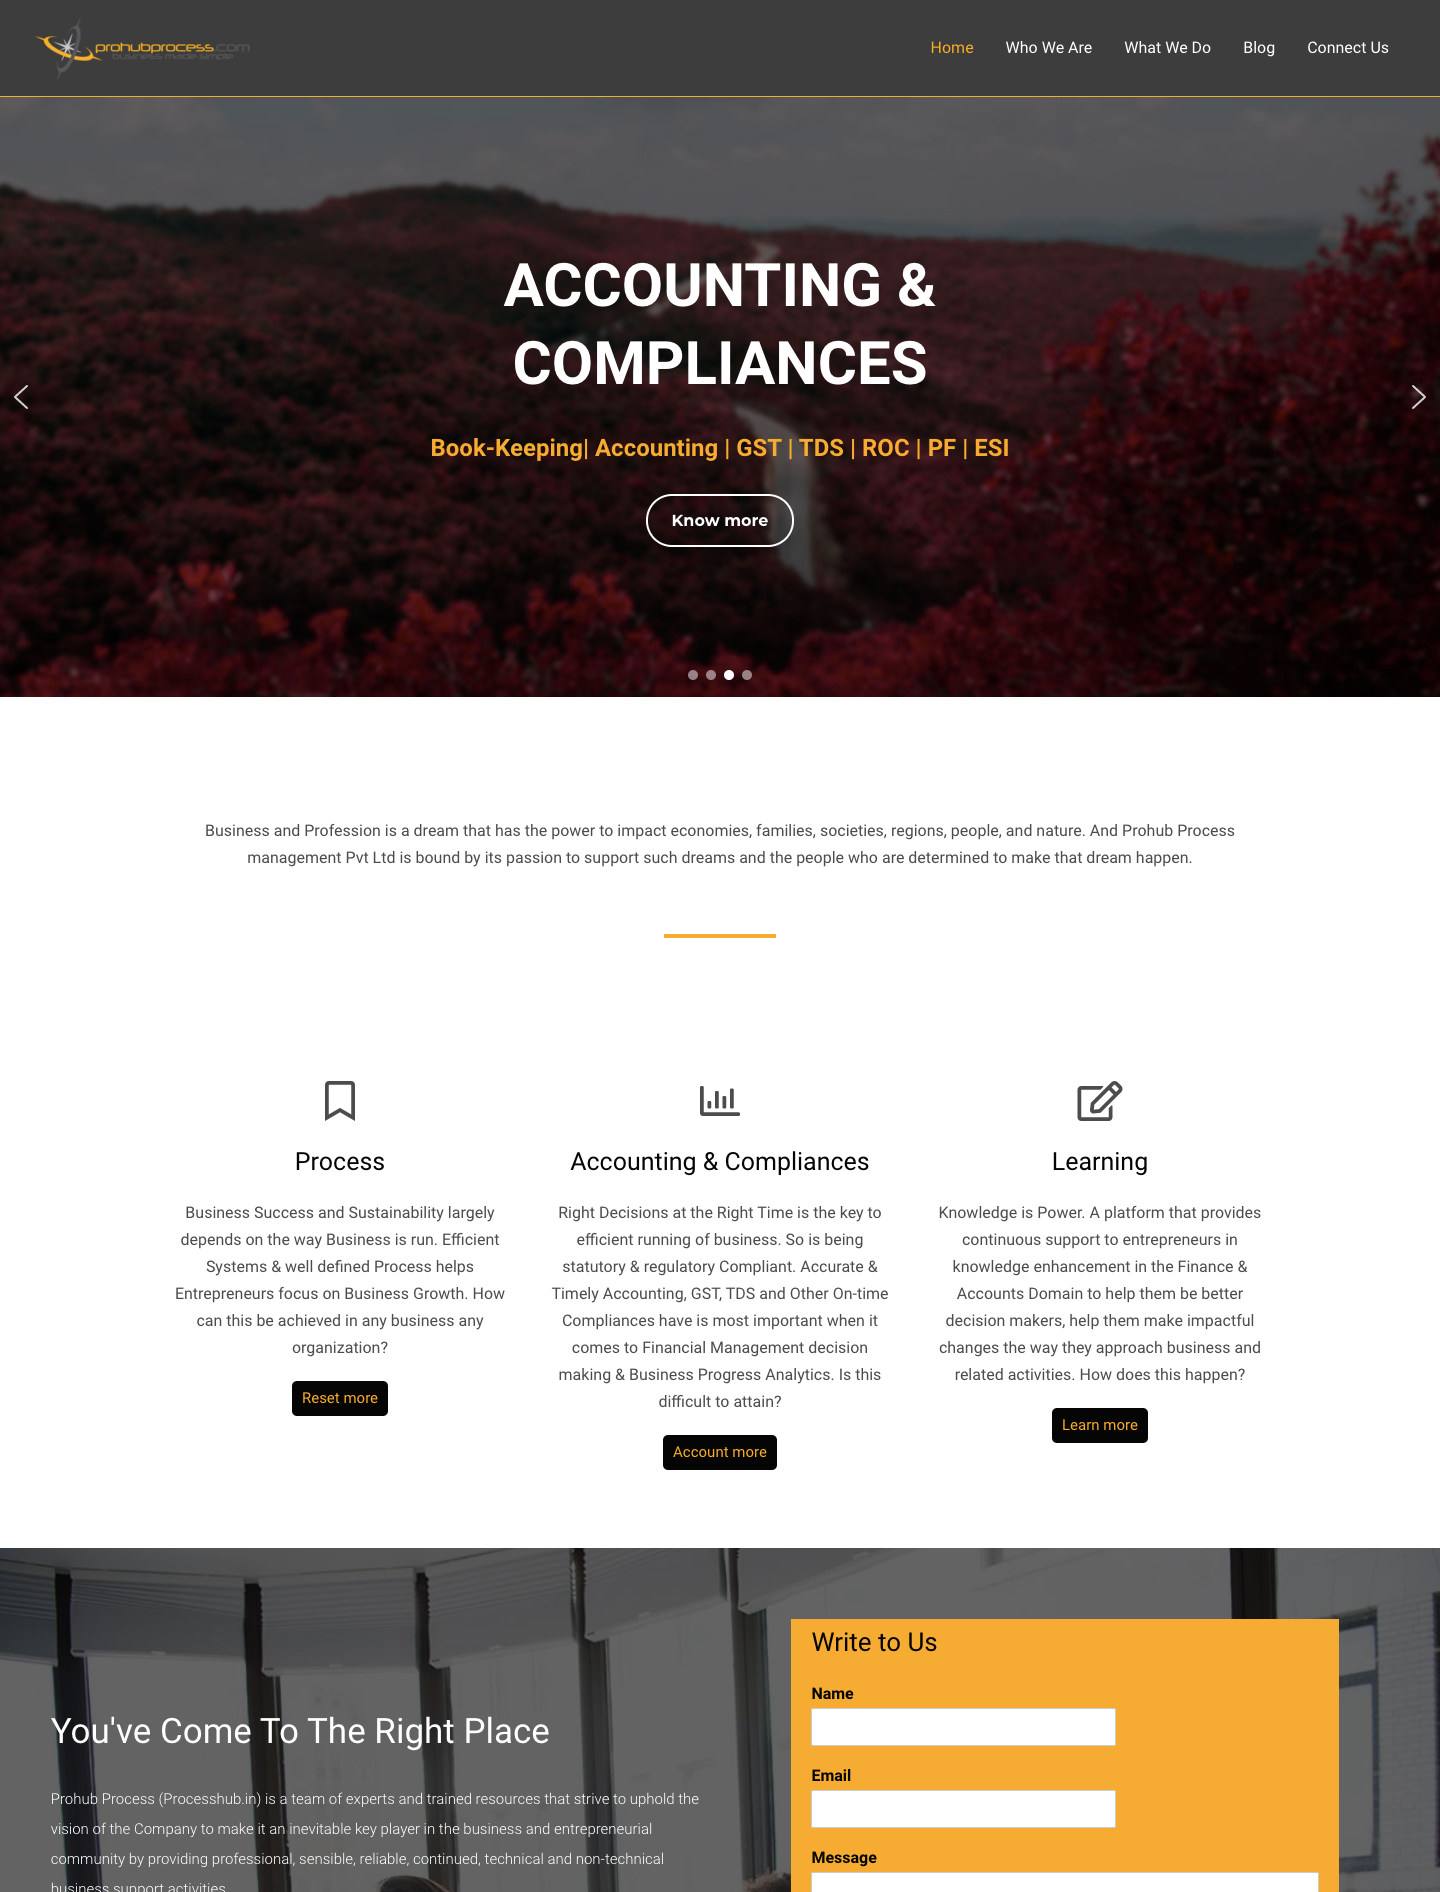 prohubprocess.com
business made simple
Home
Who We Are
What We Do
Blog
Connect Us
ACCOUNTING &
COMPLIANCES
Book-Keeping| Accounting | GST | TDS | ROC | PF | ESI
Know more
Business and Profession is a dream that has the power to impact economies, families, societies, regions, people, and nature. And Prohub Process
management Pvt Ltd is bound by its passion to support such dreams and the people who are determined to make that dream happen.
Process
Business Success and Sustainability largely
depends on the way Business is run. Efficient
Systems & well defined Process helps
Entrepreneurs focus on Business Growth. How
can this be achieved in any business any
organization?
Reset more
Accounting & Compliances
Right Decisions at the Right Time is the key to
efficient running of business. So is being
statutory & regulatory Compliant. Accurate &
Timely Accounting, GST, TDS and Other On-time
Compliances have is most important when it
comes to Financial Management decision
making & Business Progress Analytics. Is this
difficult to attain?
Account more
Learning
Knowledge is Power. A platform that provides
continuous support to entrepreneurs in
knowledge enhancement in the Finance &
Accounts Domain to help them be better
decision makers, help them make impactful
changes the way they approach business and
related activities. How does this happen?
Learn more
You've Come To The Right Place
Prohub Process (Processhub.in) is a team of experts and trained resources that strive to uphold the
vision of the Company to make it an inevitable key player in the business and entrepreneurial
community by providing professional, sensible, reliable, continued, technical and non-technical
business support activities.
Write to Us
Name
Email
Message